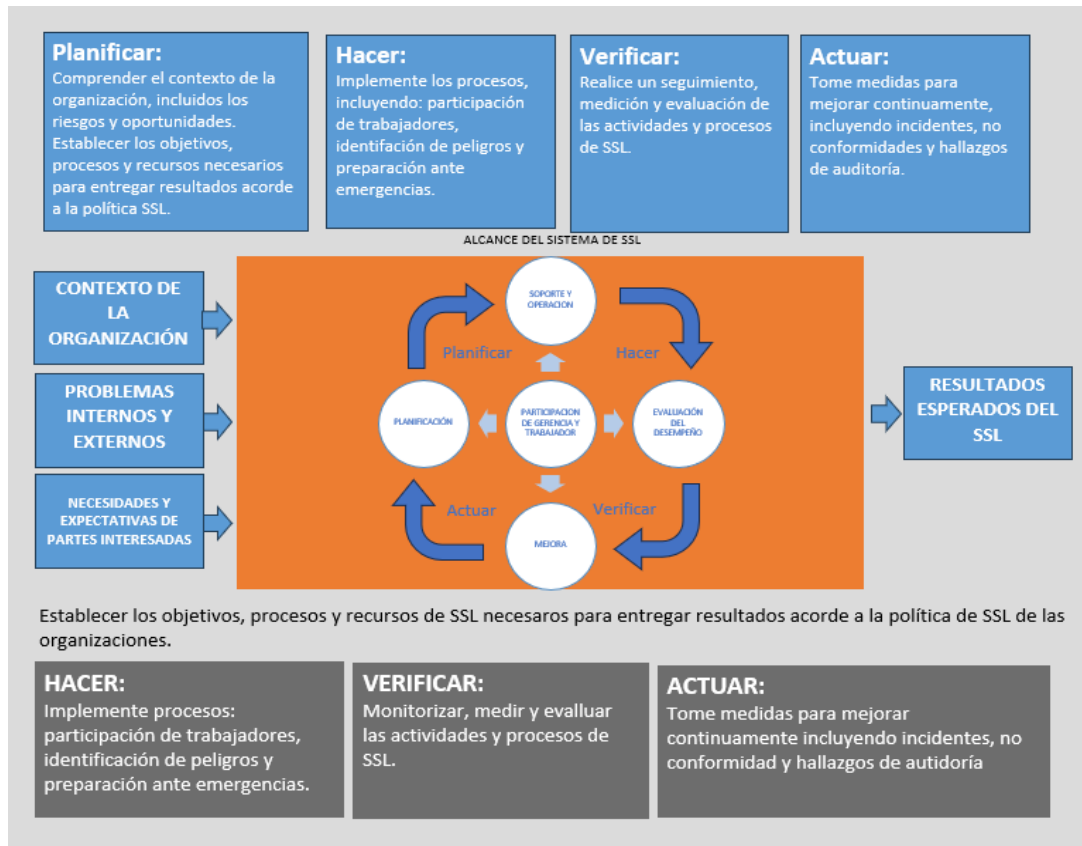 Planificar:
Comprender el contexto de la
organización, incluidos los
riesgos y oportunidades.
Establecer los objetivos,
procesos y recursos necesarios
para entregar resultados acorde
a la política SSL.
Hacer:
Implemente los procesos,
incluyendo: participación
de trabajadores,
identifación de peligros y
preparación ante
emergencias.
Verificar:
Realice un seguimiento,
medición y evaluación de
las actividades y procesos
de SSL.
Actuar:
Tome medidas para
mejorar continuamente,
incluyendo incidentes, no
conformidades y hallazgos
de auditoría.
ALCANCE DEL SISTEMA DE SSL
CONTEXTO DE
LA
ORGANIZACIÓN
PROBLEMAS
INTERNOS Y
EXTERNOS
NECESIDADES Y
EXPECTATIVAS DE
PARTES INTERESADAS
SOPORTE Y
OPERACION
Planificar
Hacer
PLANIFICACIÓN
PARTICIPACION
DE GERENCIA Y
TRABAJADOR
EVALUACIÓN
DEL
DESEMPEÑO
Actuar
Verificar
MEJORA
RESULTADOS
ESPERADOS DEL
SSL
Establecer los objetivos, procesos y recursos de SSL necesaros para entregar resultados acorde a la política de SSL de las
organizaciones.
HACER:
Implemente procesos:
participación de trabajadores,
identificación de peligros y
preparación ante emergencias.
VERIFICAR:
Monitorizar, medir y evalluar
las actividades y procesos de
SSL.
ACTUAR:
Tome medidas para mejorar
continuamente incluyendo incidentes, no
conformidad y hallazgos de autidoría